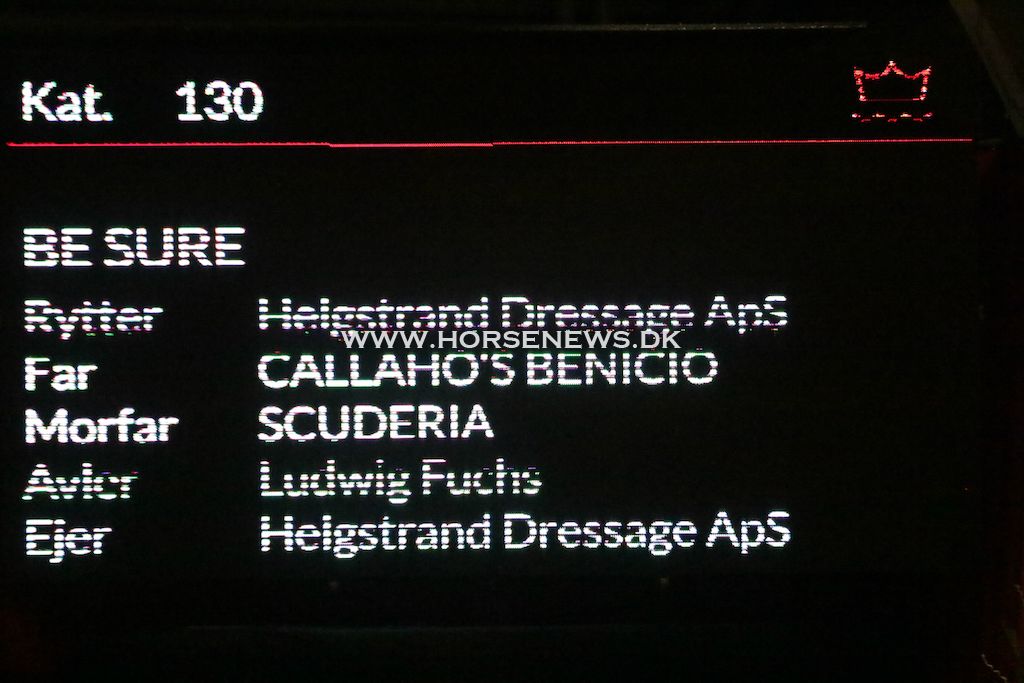 Kat. 130
BE SURE
Rytter Helgstrand Dressage ApS
WWW.HORSENEWS.DK
Far CALLAHO'S BENICIO
Morfar SCUDERIA
Avler Ludwig Fuchs
Ejer Helgstrand Dressage ApS